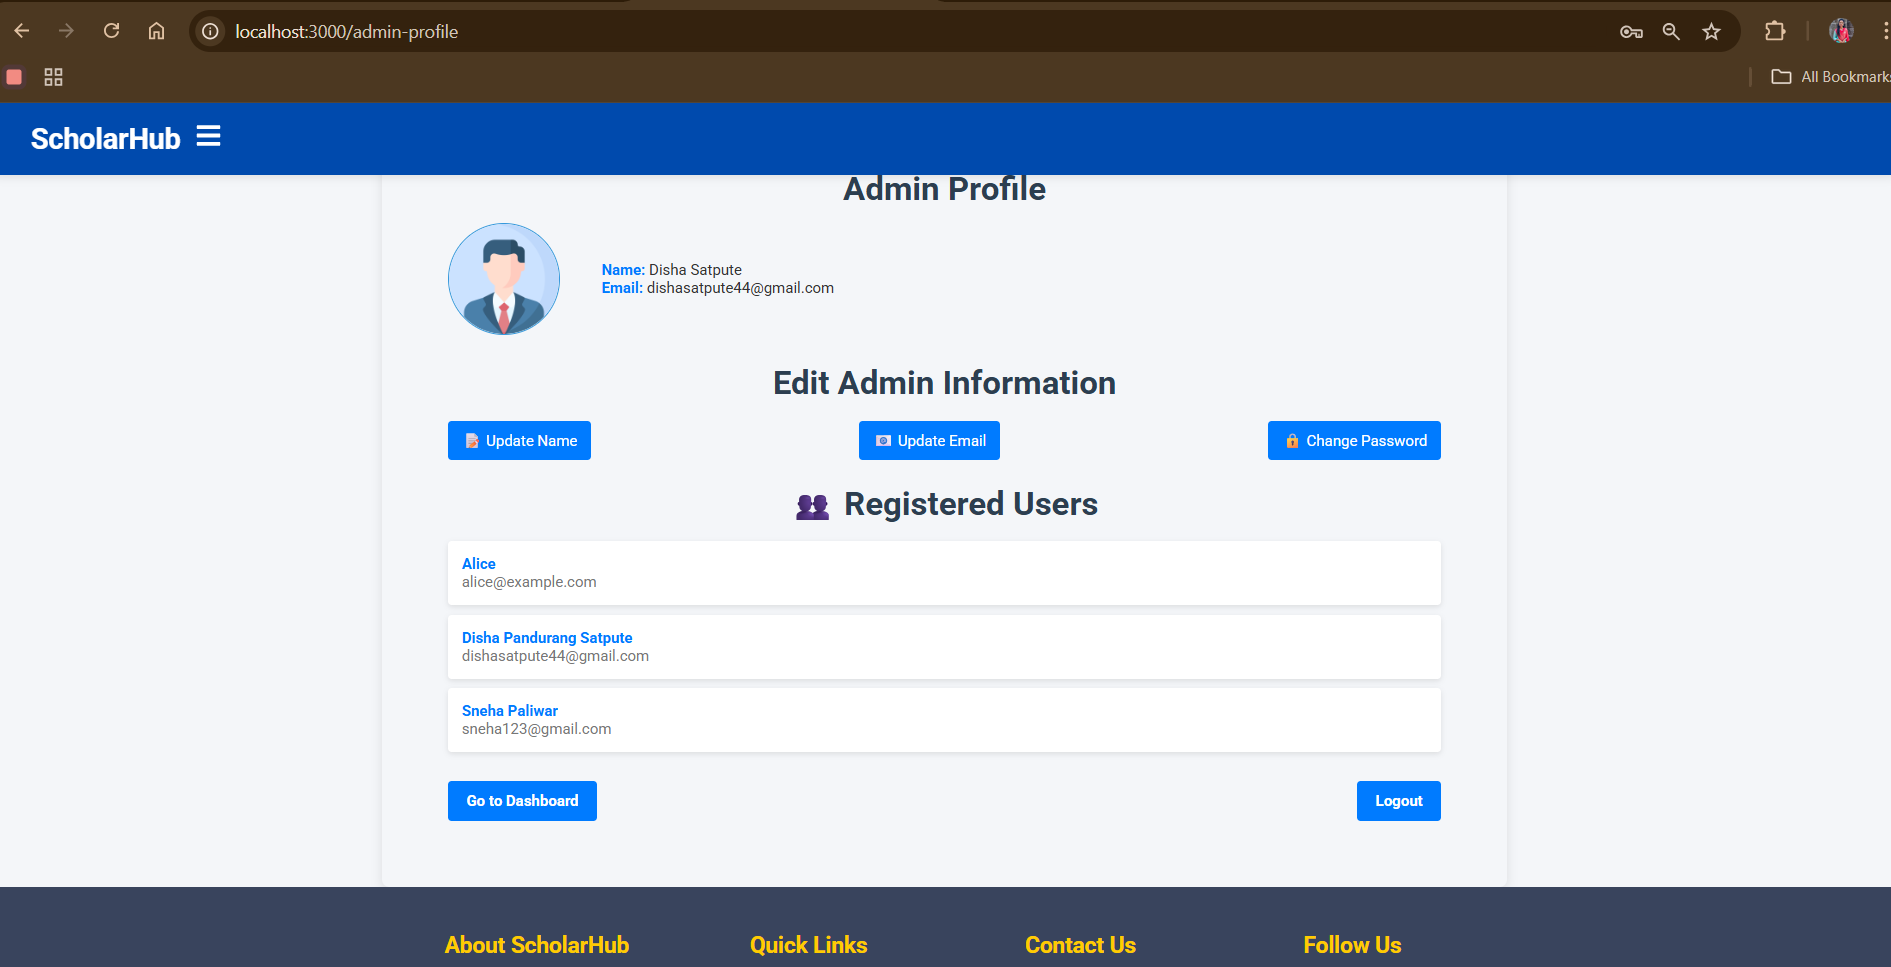 localhost:3000/admin-profile
All Bookmarks
ScholarHub
Admin Profile
Name: Disha Satpute
Email: dishasatpute44@gmail.com
Edit Admin Information
Update Name
Update Email
Change Password
Registered Users
Alice
alice@example.com
Disha Pandurang Satpute
dishasatpute44@gmail.com
Sneha Paliwar
sneha123@gmail.com
Go to Dashboard
Logout
About ScholarHub
Quick Links
Contact Us
Follow Us